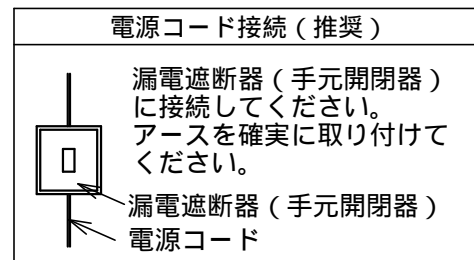 電源コード接続(推奨)
漏電遮断器(手元開閉器)
に接続してください。
アースを確実に取り付けて
ください。
漏電遮断器(手元開閉器)
電源コード